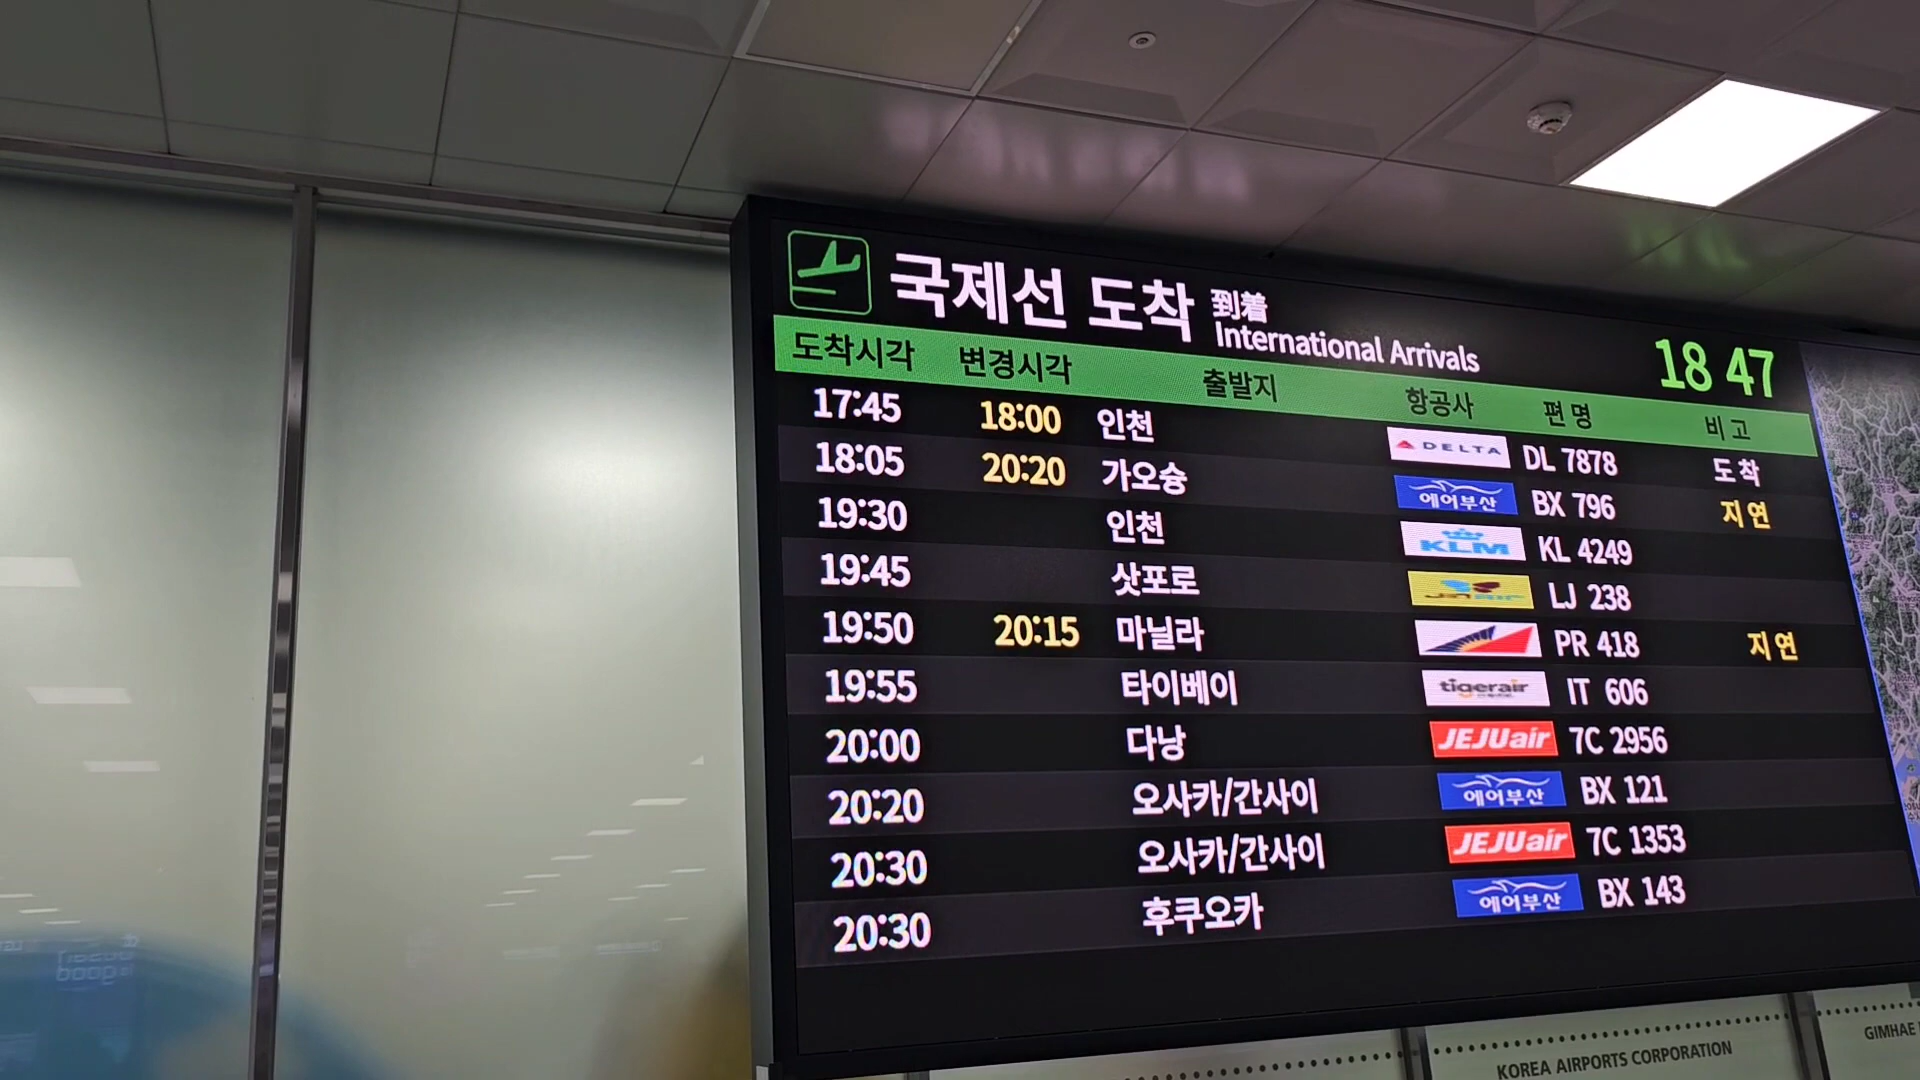 국제선 도착 到着 International Arrivals 18 47
도착시각 변경시각 출발지 항공사 편명 비고
17:45 18:00 인천 DELTA DL 7878 도착
18:05 20:20 가오슝 에어부산 BX 796 지연
19:30 인천 KLM KL 4249
19:45 삿포로 JIN AIR LJ 238
19:50 20:15 마닐라 PR 418 지연
19:55 타이베이 tigerair IT 606
20:00 다낭 JEJUair 7C 2956
20:20 오사카/간사이 에어부산 BX 121
20:30 오사카/간사이 JEJUair 7C 1353
20:30 후쿠오카 에어부산 BX 143
KOREA AIRPORTS CORPORATION
GIMHAE